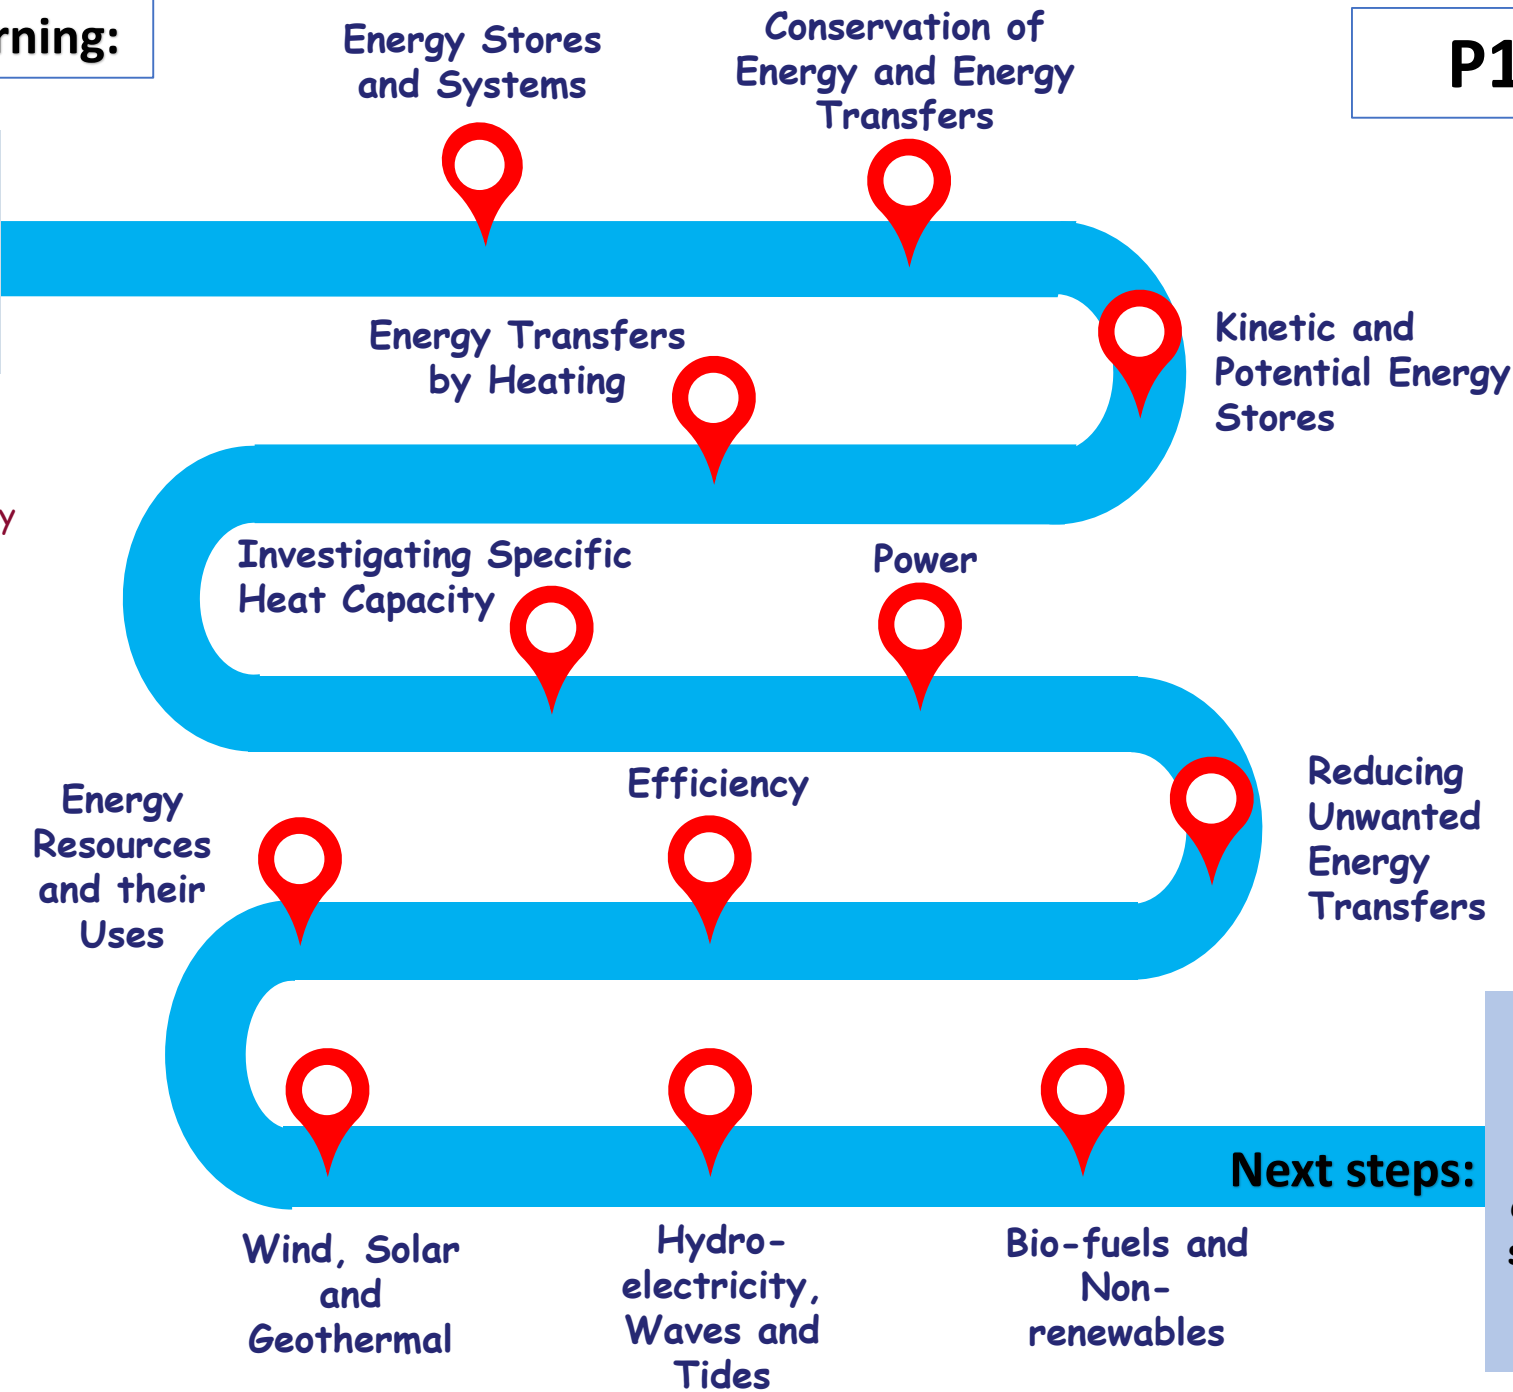 Energy Stores
and Systems
Conservation of
Energy and Energy
Transfers
P1
Kinetic and
Potential Energy
Stores
Energy Transfers
by Heating
Investigating Specific
Heat Capacity
Power
Reducing
Unwanted
Energy
Transfers
Efficiency
Energy
Resources
and their
Uses
Wind, Solar
and
Geothermal
Hydro-
electricity,
Waves and
Tides
Bio-fuels and
Non-
renewables
Next steps: